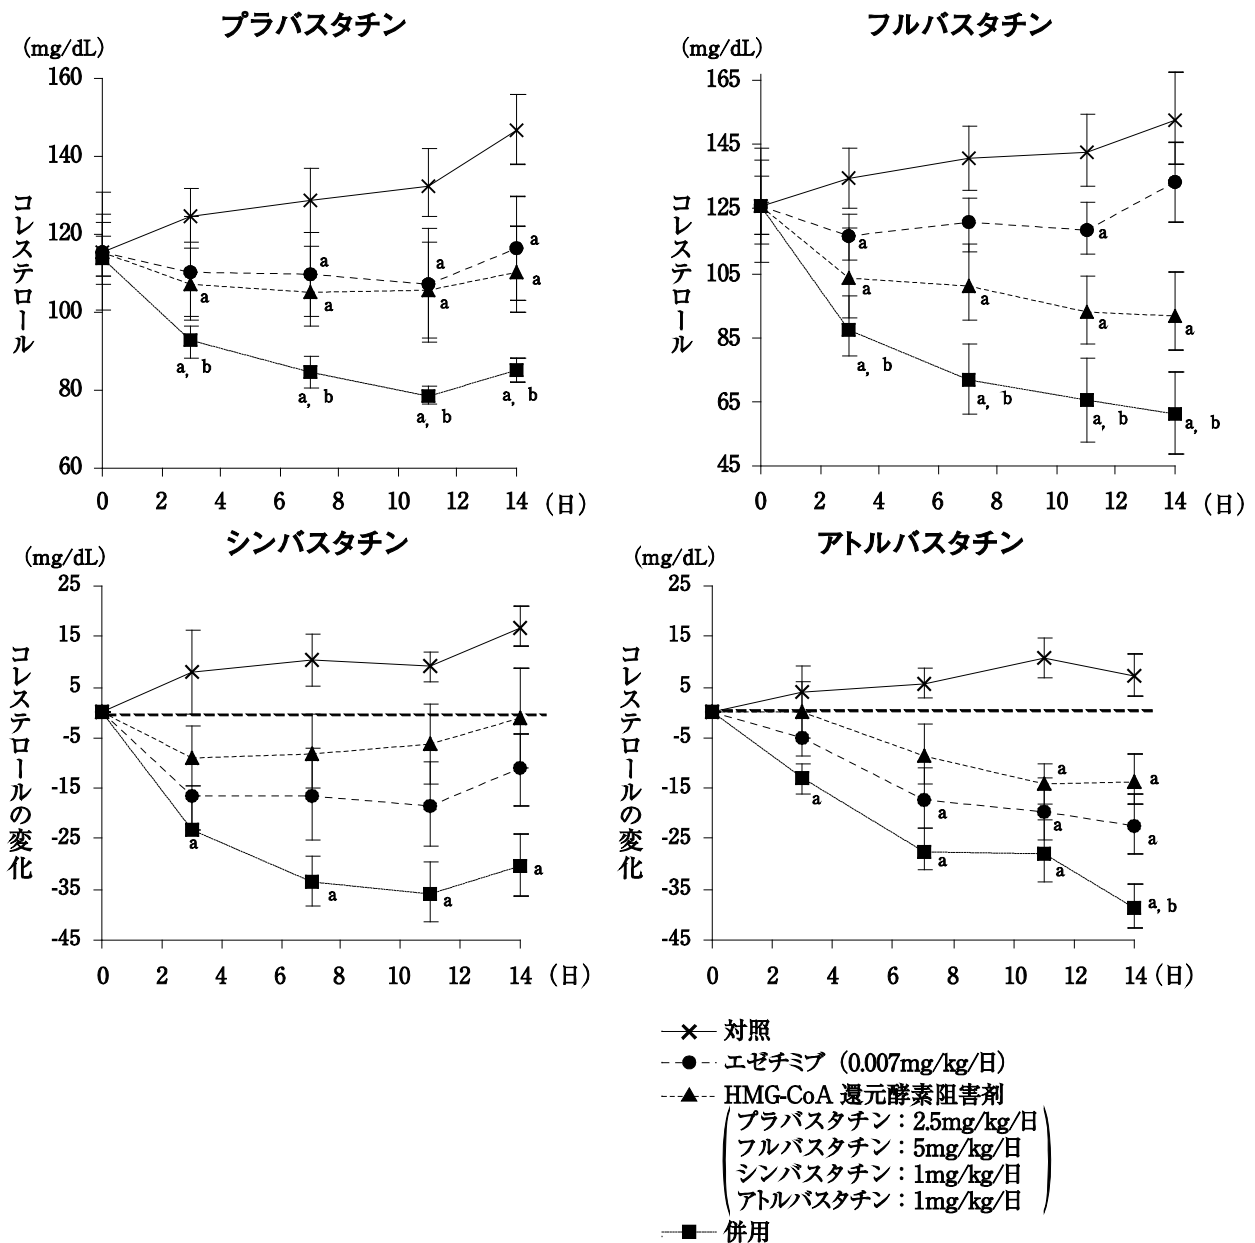 プラバスタチン
(mg/dL)
160
140
120
100
80
60
コレステロール
a
a
a
a
a
a
a
a, b
a, b
a, b
a, b
0 2 4 6 8 10 12 14 (日)
フルバスタチン
(mg/dL)
165
145
125
105
85
65
45
コレステロール
a
a
a
a
a
a
a, b
a, b
a, b
a, b
0 2 4 6 8 10 12 14 (日)
シンバスタチン
(mg/dL)
25
15
5
-5
-15
-25
-35
-45
コレステロールの変化
a
a
a
a
0 2 4 6 8 10 12 14 (日)
アトルバスタチン
(mg/dL)
25
15
5
-5
-15
-25
-35
-45
コレステロールの変化
a
a
a
a
a
a
a
a
a, b
0 2 4 6 8 10 12 14 (日)
対照
エゼチミブ (0.007mg/kg/日)
HMG-CoA 還元酵素阻害剤
プラバスタチン：2.5mg/kg/日
フルバスタチン：5mg/kg/日
シンバスタチン：1mg/kg/日
アトルバスタチン：1mg/kg/日
併用